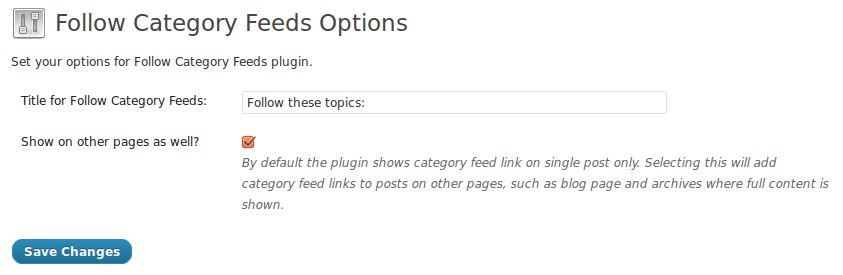 Follow Category Feeds Options
Set your options for Follow Category Feeds plugin.
Title for Follow Category Feeds: Follow these topics:
Show on other pages as well?
By default the plugin shows category feed link on single post only. Selecting this will add
category feed links to posts on other pages, such as blog page and archives where full content is
shown.
Save Changes